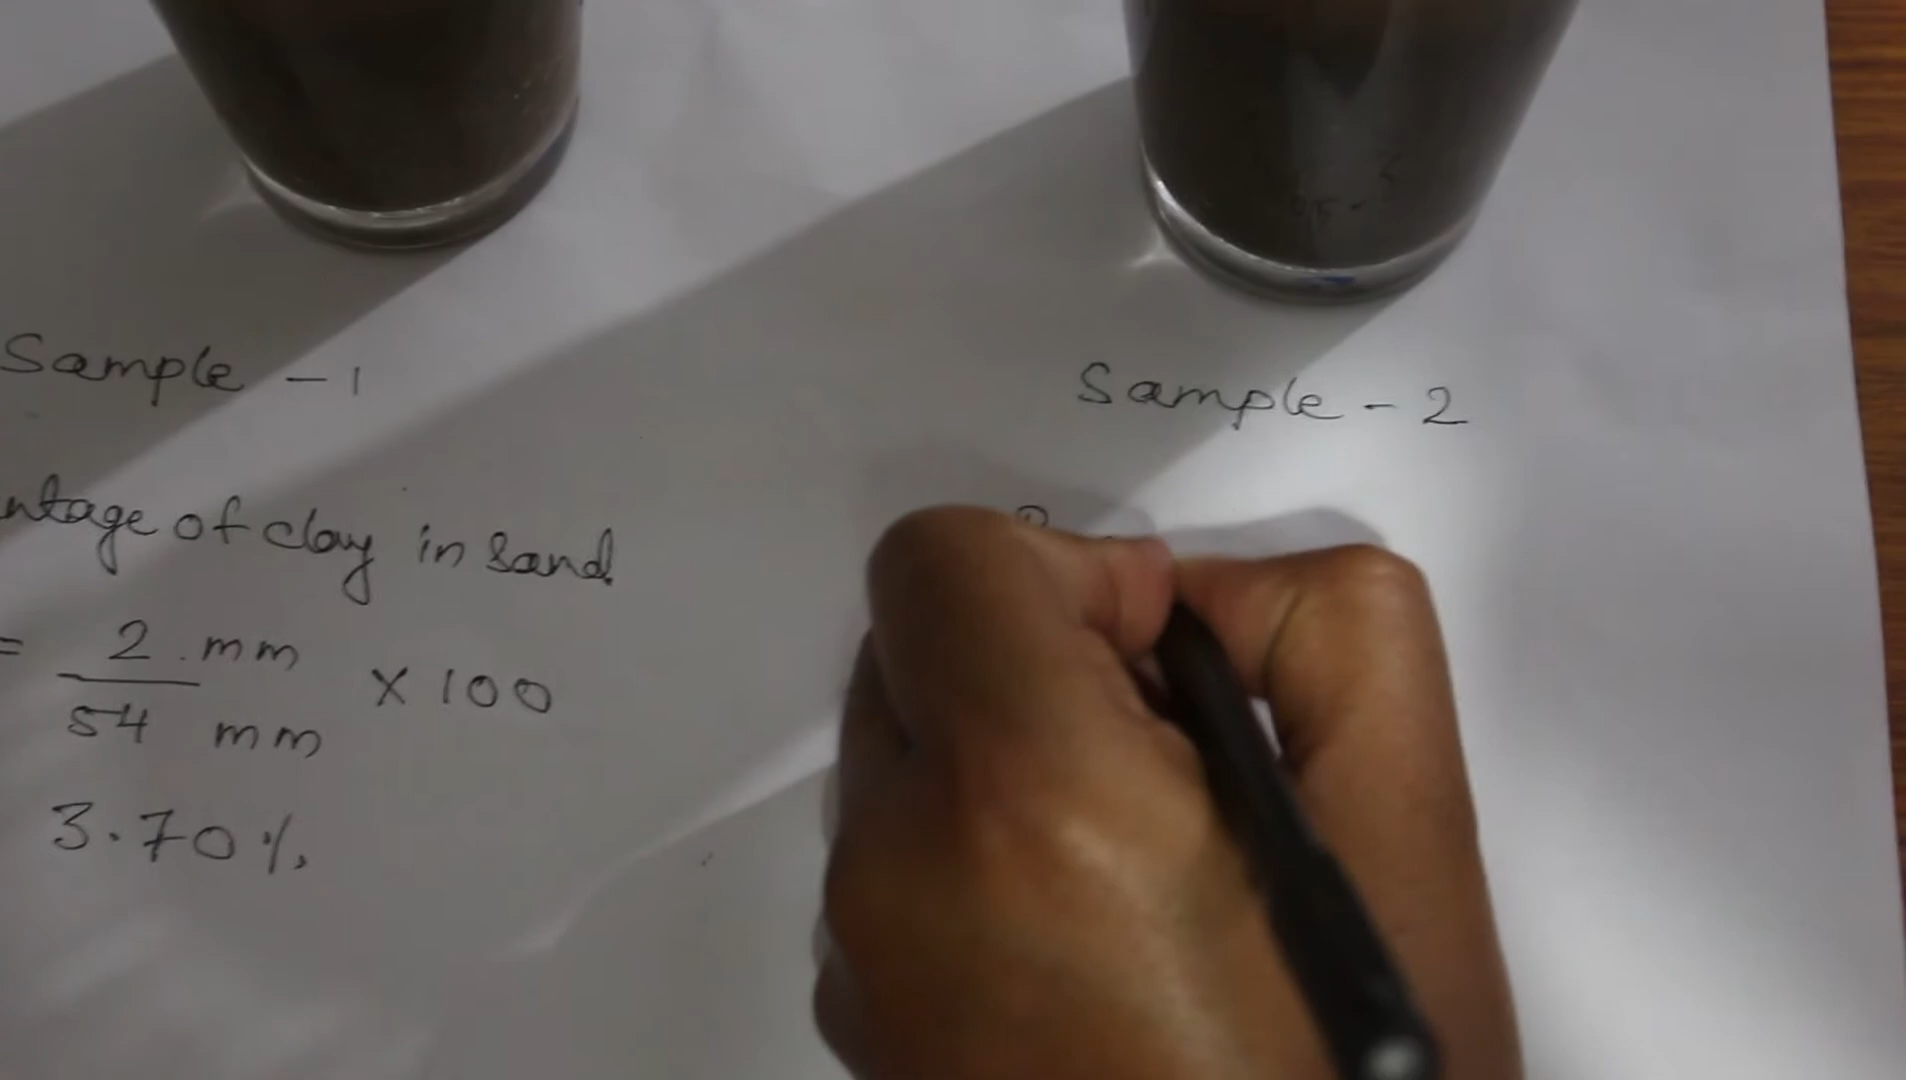 Sample - 1
Sample - 2
ntage of clay in Sand
= 2 mm
54 mm
x 100
3.70%